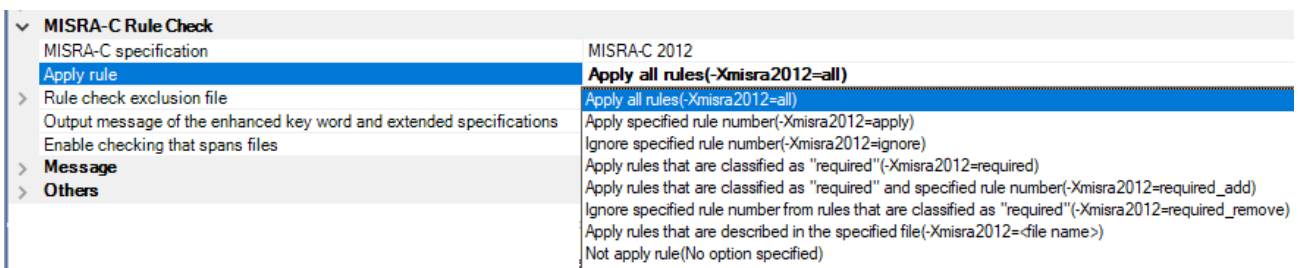 MISRA-C Rule Check
MISRA-C specification MISRA-C 2012
Apply rule Apply all rules(-Xmisra2012=all)
Rule check exclusion file Apply all rules(-Xmisra2012=all)
Output message of the enhanced key word and extended specifications Apply specified rule number(-Xmisra2012=apply)
Enable checking that spans files Ignore specified rule number(-Xmisra2012=ignore)
Message Apply rules that are classified as "required"(-Xmisra2012=required)
Others Apply rules that are classified as "required" and specified rule number(-Xmisra2012=required_add)
Ignore specified rule number from rules that are classified as "required"(-Xmisra2012=required_remove)
Apply rules that are described in the specified file(-Xmisra2012=<file name>)
Not apply rule(No option specified)